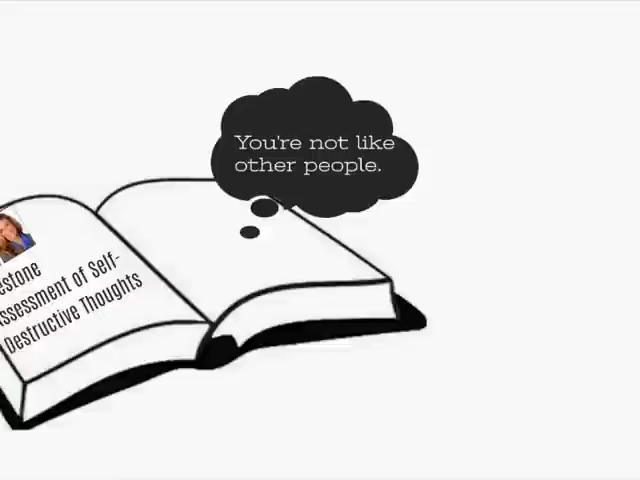 You're not like
other people.
estone
ssessment of Self-
Destructive Thoughts